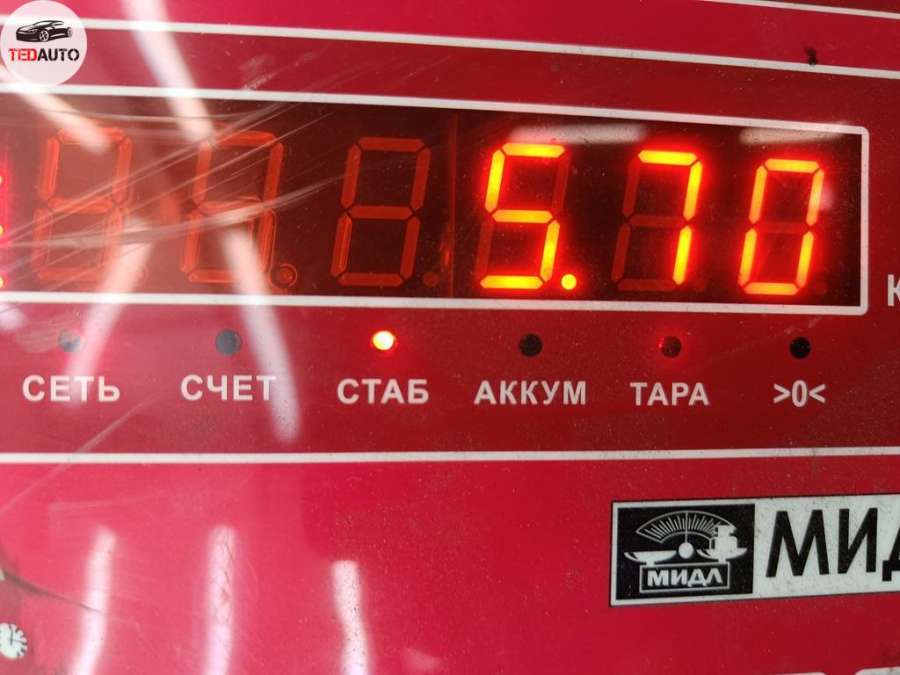 TEDAUTO
5.70
К
СЕТЬ СЧЕТ СТАБ АККУМ ТАРА >0<
МИДЛ МИД